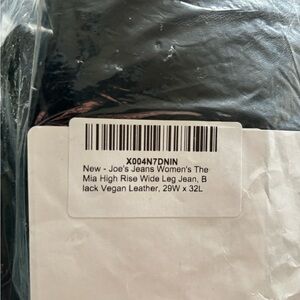 X004N7DNIN
New - Joe's Jeans Women's The
Mia High Rise Wide Leg Jean, B
lack Vegan Leather, 29W x 32L